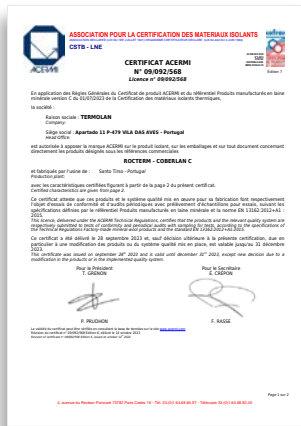 ASSOCIATION POUR LA CERTIFICATION DES MATERIAUX ISOLANTS
CSTB - LNE
ACERMI
CERTIFICAT ACERMI
N° 09/092/568
Licence n° 09/092/568
Edition 7
En application des Règles Générales du Certificat de produit ACERMI et du référentiel Produits manufacturés en laine
minérale version C du 01/07/2023 de la Certification des matériaux isolants thermiques,
la société :
Raison sociale : TERMOLAN
Company:
Siège social : Apartado 11 P-479 VILA DAS AVES - Portugal
Head Office:
est autorisée à apposer la marque ACERMI sur le produit isolant, sur les emballages et sur tout document concernant
directement les produits désignés sous les références commerciales
ROCTERM - COBERLAN C
et fabriqués par l'usine de : Santo Tirso - Portugal
Production plant:
avec les caractéristiques certifiées figurant à partir de la page 2 du présent certificat.
Certified characteristics are given from page 2.
Ce certificat atteste que ces produits et le système qualité mis en œuvre pour sa fabrication font respectivement
l'objet d'essais de conformité et d'audits périodiques avec prélèvement d'échantillons pour essais, suivant les
spécifications définies par le référentiel Produits manufacturés en laine minérale et la norme EN 13162:2012+A1 :
2015.
This licence, delivered under the ACERMI Technical Regulations, certifies that the products and the relevant quality system are
respectively submitted to tests of conformity and periodical audits with sampling for tests, according to the specifications of
the Technical Regulations Factory-made mineral wool products and the standard EN 13162:2012+A1:2015.
Ce certificat a été délivré le 28 septembre 2023 et, sauf décision ultérieure à la présente certification, due en
particulier à une modification des produits ou du système qualité mis en place, est valable jusqu'au 31 décembre
2023.
This certificate was issued on september 28th 2023 and is valid until december 31st 2023, except new decision due to a
modification in the products or in the implemented quality system.
Pour le Président
T. GRENON
Pour le Secrétaire
E. CREPON
P. PRUDHON
F. RASSE
Page 1 sur 2